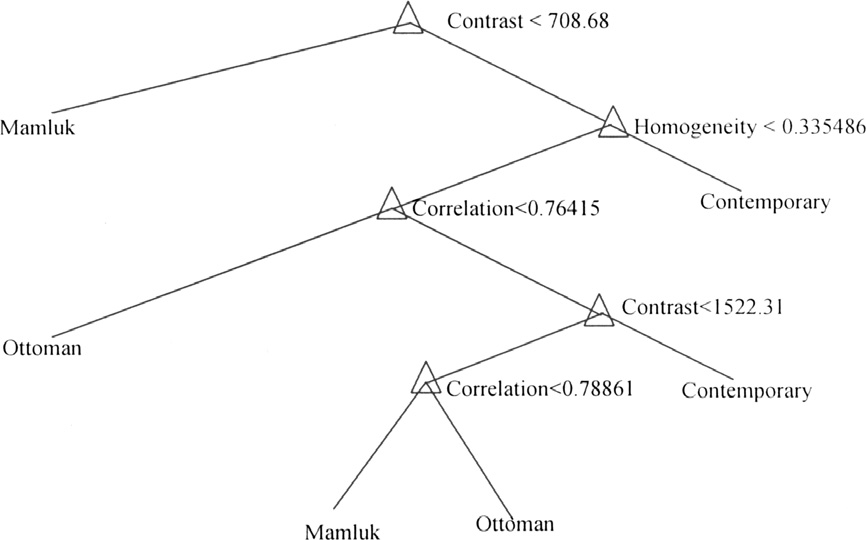 Contrast < 708.68
Mamluk
Homogeneity < 0.335486
Contemporary
Correlation<0.76415
Ottoman
Contrast<1522.31
Contemporary
Correlation<0.78861
Mamluk
Ottoman